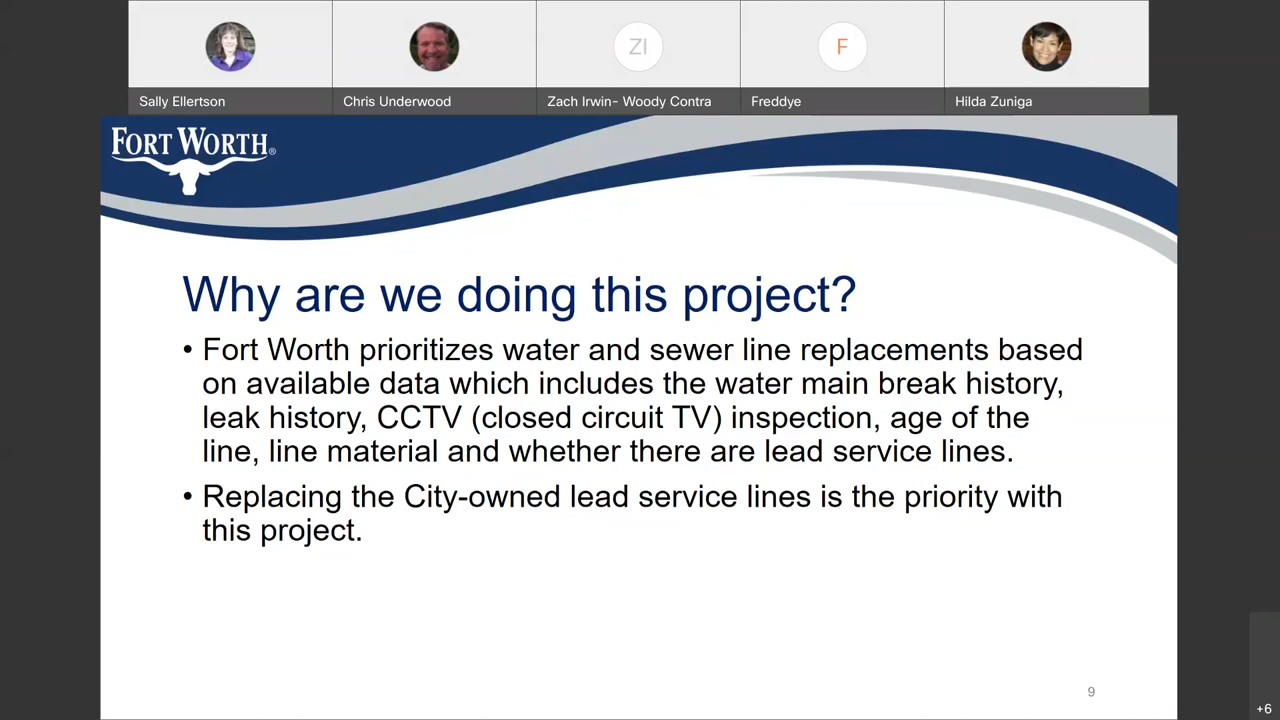 ZI
F
Sally Ellertson
Chris Underwood
Zach Irwin- Woody Contra
Freddye
Hilda Zuniga
FORT WORTH®
Why are we doing this project?
• Fort Worth prioritizes water and sewer line replacements based
on available data which includes the water main break history,
leak history, CCTV (closed circuit TV) inspection, age of the
line, line material and whether there are lead service lines.
• Replacing the City-owned lead service lines is the priority with
this project.
9
+6